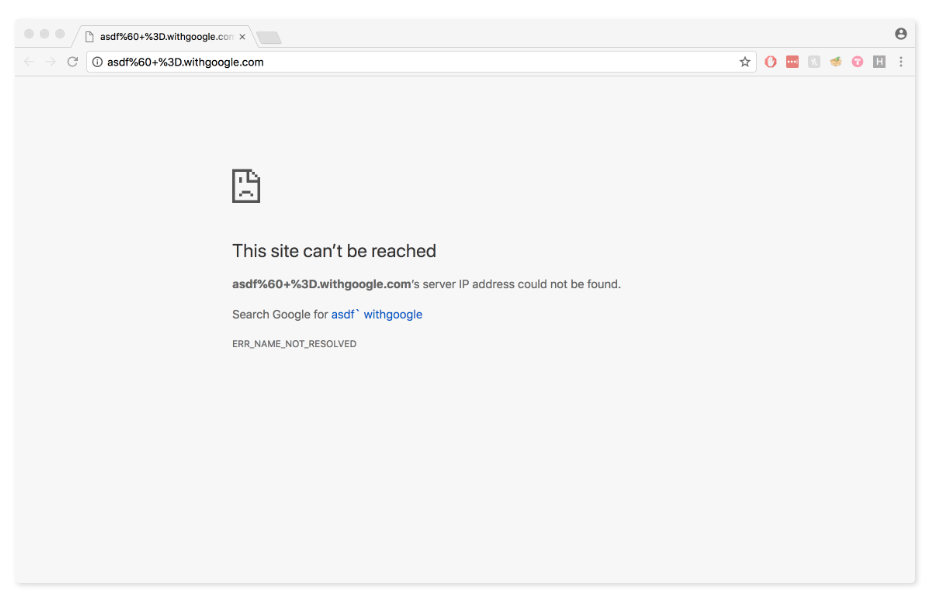 asdf%60+%3D.withgoogle.com
asdf%60+%3D.withgoogle.com
This site can’t be reached
asdf%60+%3D.withgoogle.com’s server IP address could not be found.
Search Google for asdf` withgoogle
ERR_NAME_NOT_RESOLVED